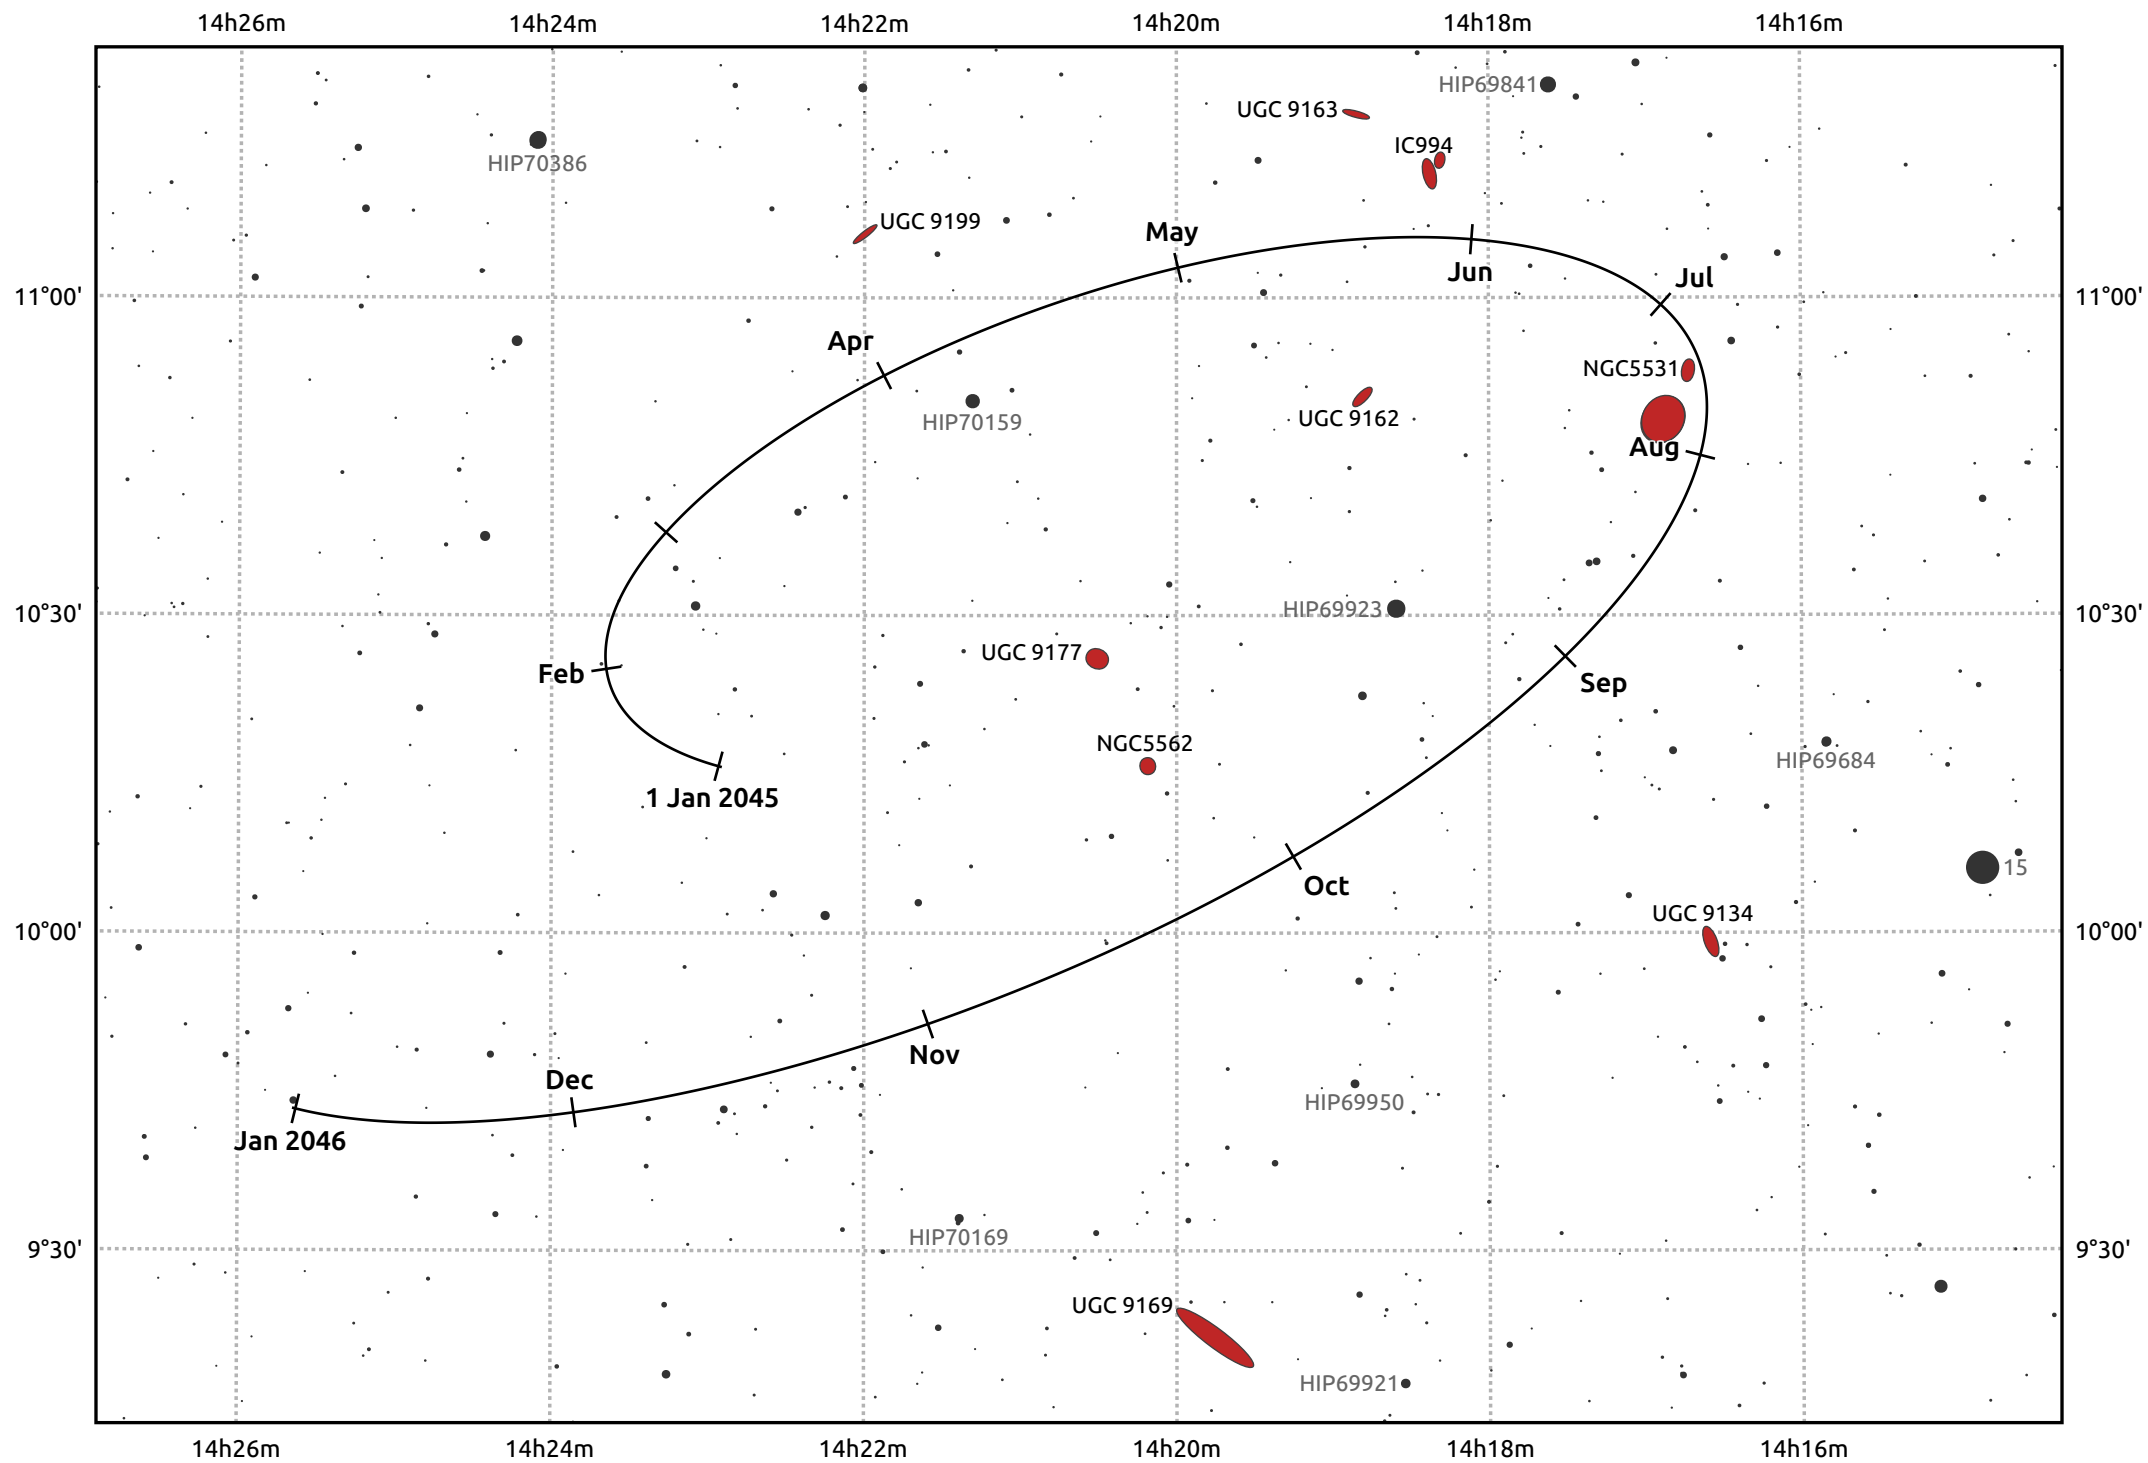 14h26m 14h24m 14h22m 14h20m 14h18m 14h16m
HIP69841
UGC 9163
IC994
HIP70386
UGC 9199
May
Jun
Jul
11°00' 11°00'
Apr
NGC5531
HIP70159
UGC 9162
Aug
HIP69923
10°30' 10°30'
UGC 9177
Feb
Sep
NGC5562
HIP69684
1 Jan 2045
15
Oct
UGC 9134
10°00' 10°00'
Nov
Dec
HIP69950
Jan 2046
HIP70169
9°30' 9°30'
UGC 9169
HIP69921
14h26m 14h24m 14h22m 14h20m 14h18m 14h16m